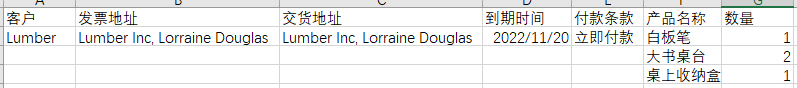 A B C D E F G
客户 发票地址 交货地址 到期时间 付款条款 产品名称 数量
Lumber Lumber Inc, Lorraine Douglas Lumber Inc, Lorraine Douglas 2022/11/20 立即付款 白板笔 1
大书桌台 2
桌上收纳盒 1